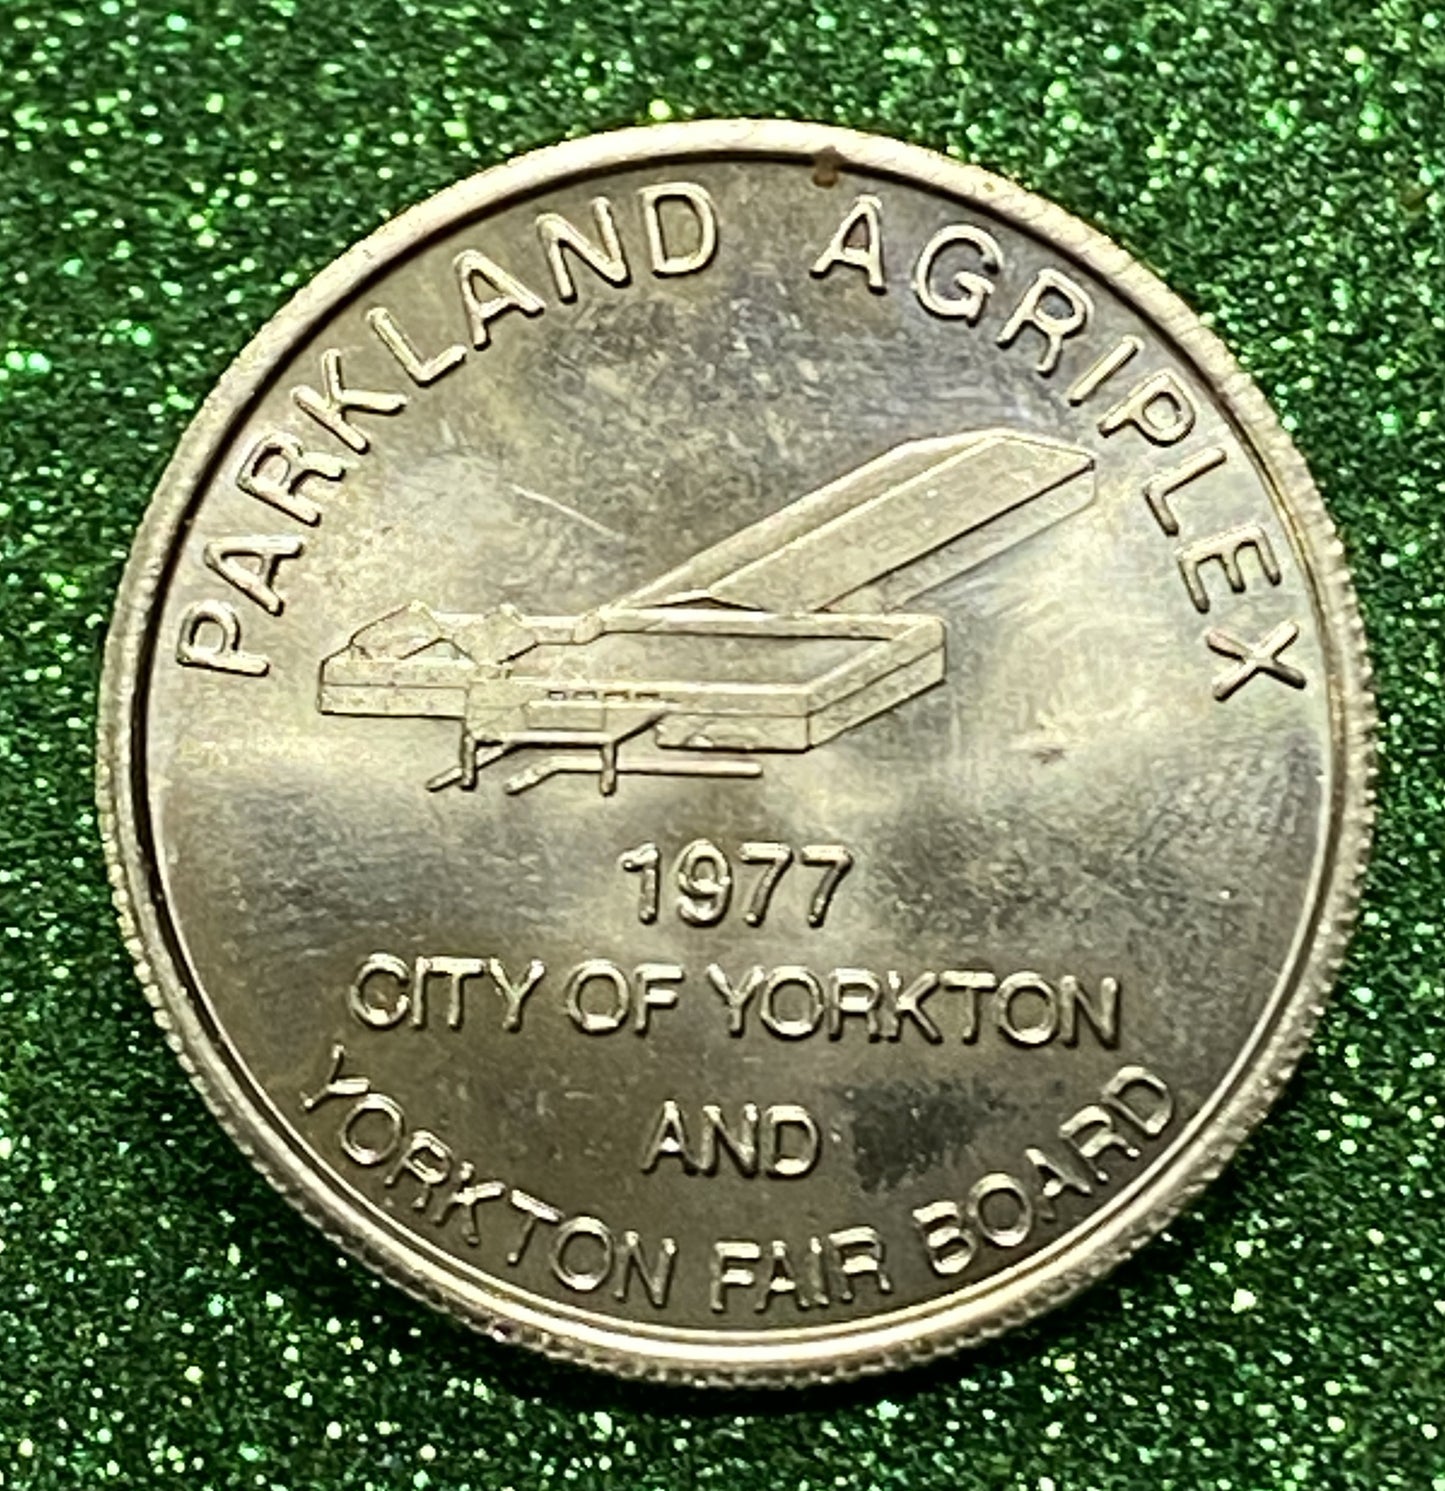 PARKLAND AGRIPLEX
1977
CITY OF YORKTON
AND
YORKTON FAIR BOARD